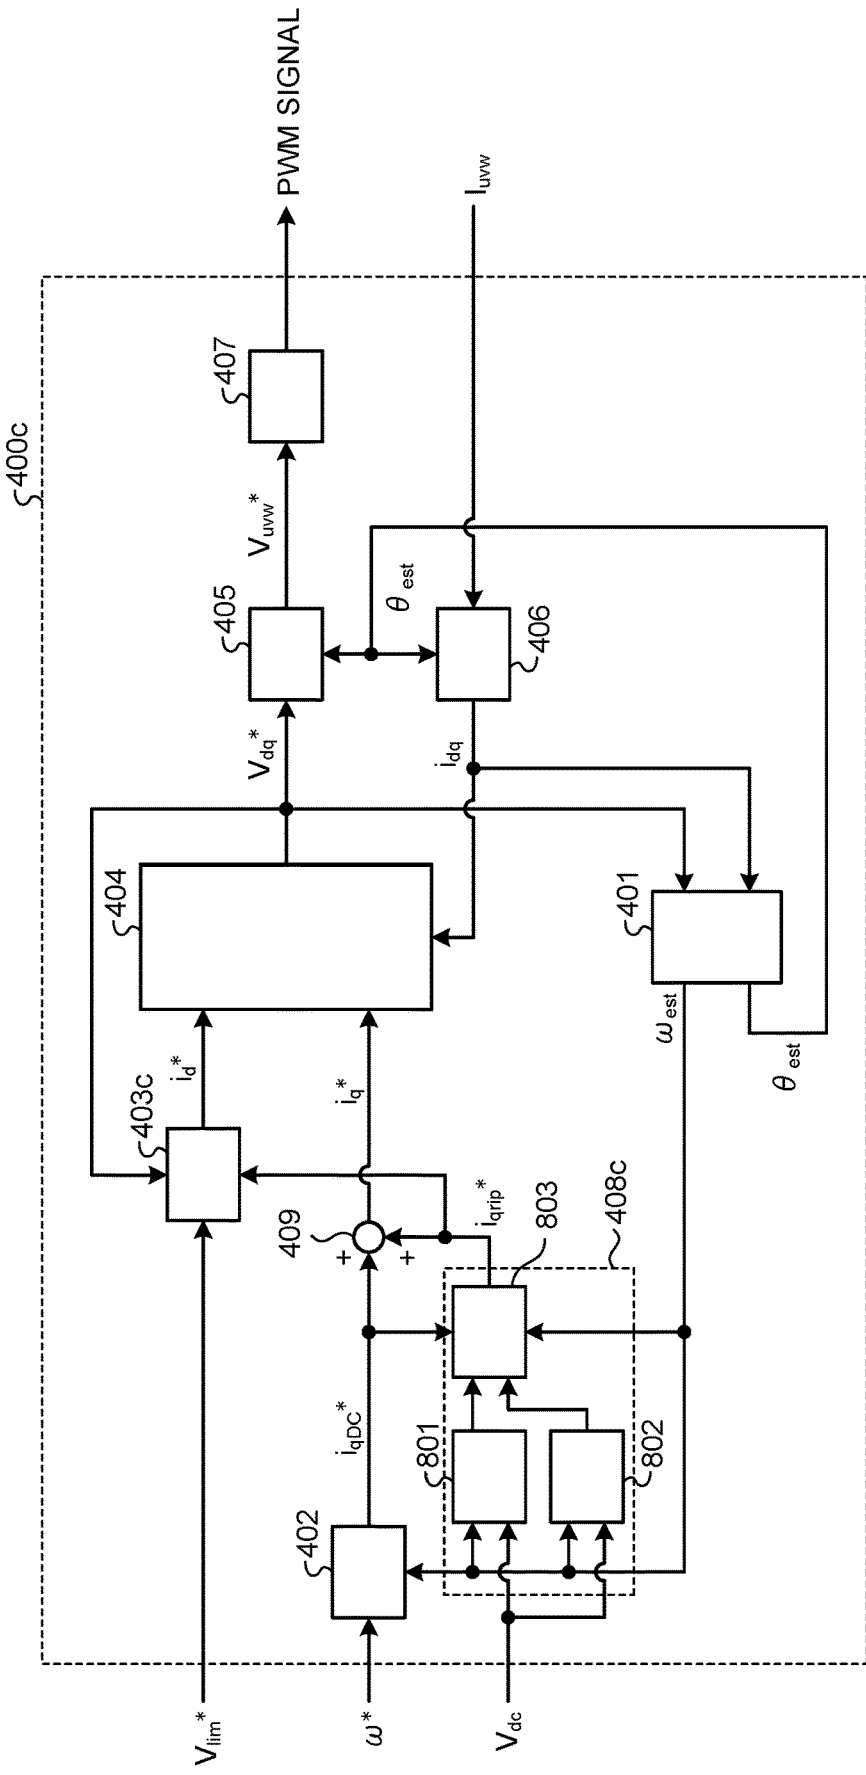 400c
V_lim*
ω*
V_dc
402
i_qDC*
801
802
803
408c
409
+
+
i_qrip*
403c
i_d*
i_q*
404
ω_est
θ_est
401
V_dq*
i_dq
405
θ_est
406
V_uvw*
407
PWM SIGNAL
I_uvw